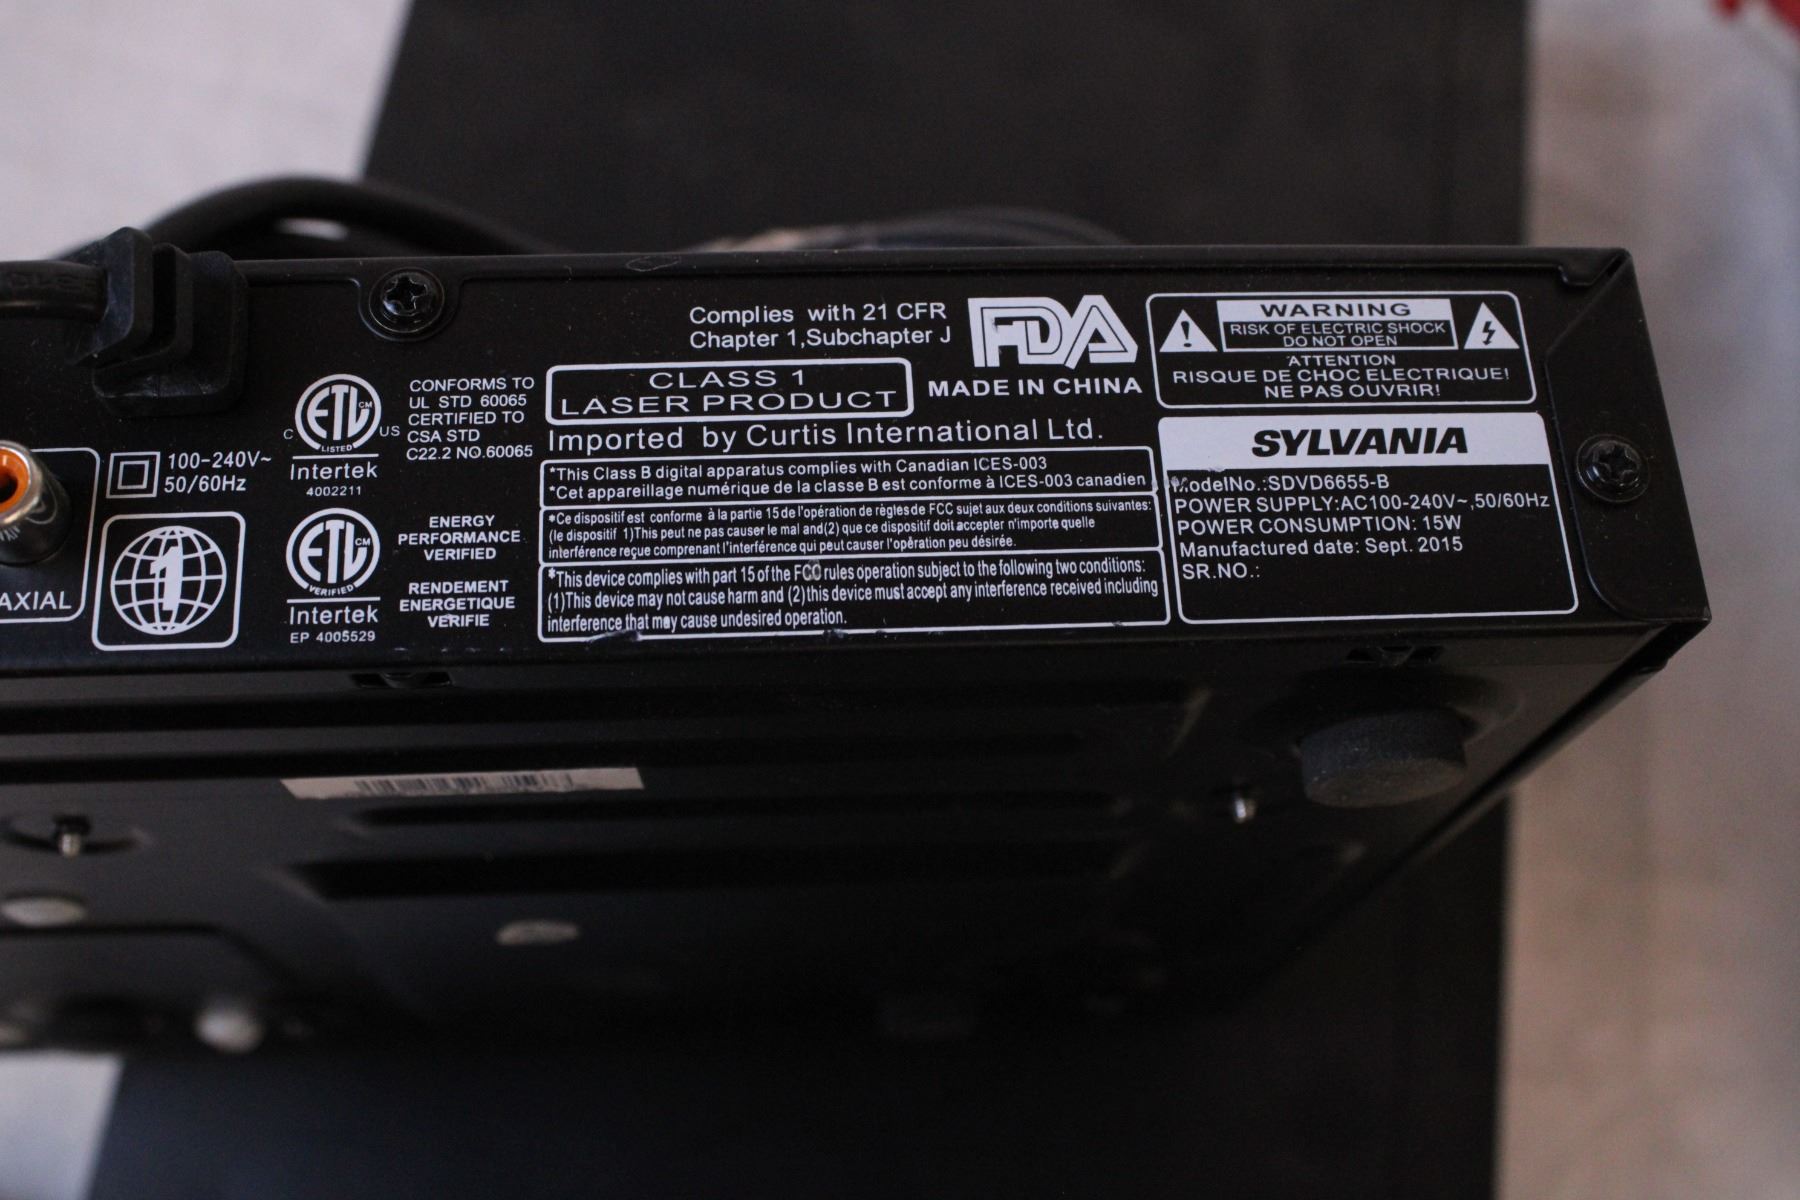 AXIAL
100-240V~
50/60Hz
1
C ETL CM US
LISTED
Intertek
4002211
CONFORMS TO
UL STD 60065
CERTIFIED TO
CSA STD
C22.2 NO.60065
ETL CM
VERIFIED
Intertek
EP 4005529
ENERGY
PERFORMANCE
VERIFIED
RENDEMENT
ENERGETIQUE
VERIFIE
Complies with 21 CFR
Chapter 1,Subchapter J
FDA
CLASS 1
LASER PRODUCT
MADE IN CHINA
Imported by Curtis International Ltd.
*This Class B digital apparatus complies with Canadian ICES-003
*Cet appareillage numérique de la classe B est conforme à ICES-003 canadien
*Ce dispositif est conforme à la partie 15 de l'opération de règles de FCC sujet aux deux conditions suivantes:
(le dispositif 1)This peut ne pas causer le mal and(2) que ce dispositif doit accepter n'importe quelle
interférence reçue comprenant l'interférence qui peut causer l'opération peu désirée.
*This device complies with part 15 of the FCC rules operation subject to the following two conditions:
(1)This device may not cause harm and (2)this device must accept any interference received including
interference that may cause undesired operation.
WARNING
RISK OF ELECTRIC SHOCK
DO NOT OPEN
ATTENTION
RISQUE DE CHOC ELECTRIQUE!
NE PAS OUVRIR!
SYLVANIA
ModelNo.:SDVD6655-B
POWER SUPPLY:AC100-240V~,50/60Hz
POWER CONSUMPTION: 15W
Manufactured date: Sept. 2015
SR.NO.: